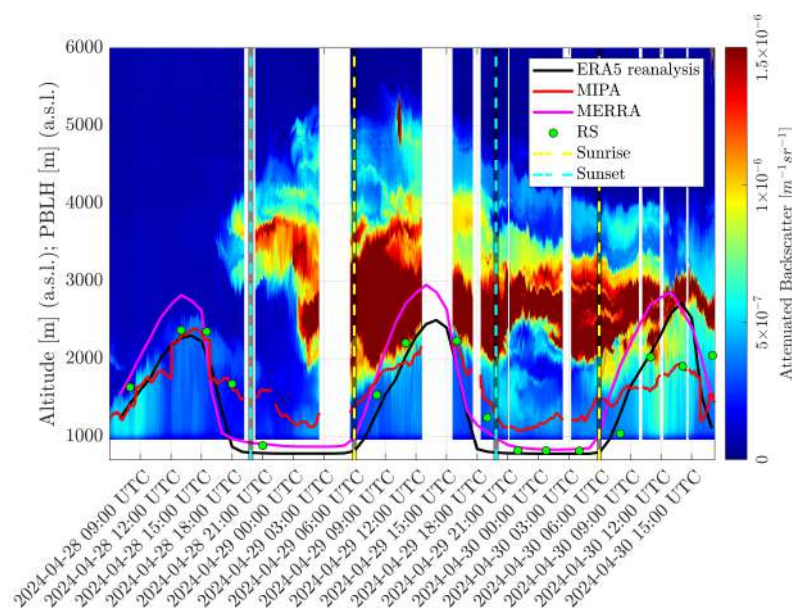 6000
5000
4000
3000
2000
1000
Altitude [m] (a.s.l.); PBLH [m] (a.s.l.)
ERA5 reanalysis
MIPA
MERRA
RS
Sunrise
Sunset
1.5×10⁻⁶
1×10⁻⁶
5×10⁻⁷
0
Attenuated Backscatter [m⁻¹sr⁻¹]
2024-04-28 09:00 UTC
2024-04-28 12:00 UTC
2024-04-28 15:00 UTC
2024-04-28 18:00 UTC
2024-04-28 21:00 UTC
2024-04-29 00:00 UTC
2024-04-29 03:00 UTC
2024-04-29 06:00 UTC
2024-04-29 09:00 UTC
2024-04-29 12:00 UTC
2024-04-29 15:00 UTC
2024-04-29 18:00 UTC
2024-04-29 21:00 UTC
2024-04-30 00:00 UTC
2024-04-30 03:00 UTC
2024-04-30 06:00 UTC
2024-04-30 09:00 UTC
2024-04-30 12:00 UTC
2024-04-30 15:00 UTC